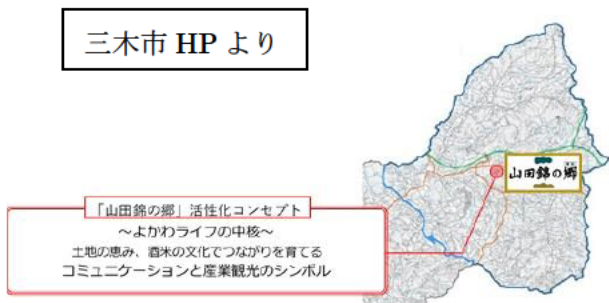 三木市 HP より
山田錦の郷
「山田錦の郷」活性化コンセプト
～よかわライフの中核～
土地の恵み、酒米の文化でつながりを育てる
コミュニケーションと産業観光のシンボル